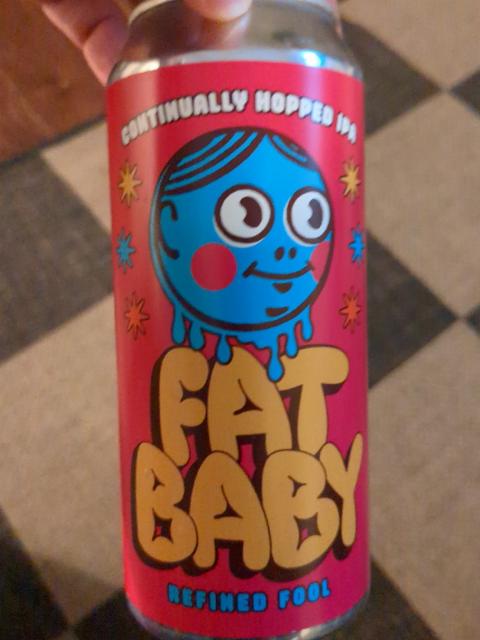 CONTINUALLY HOPPED IPA
FAT
BABY
REFINED FOOL